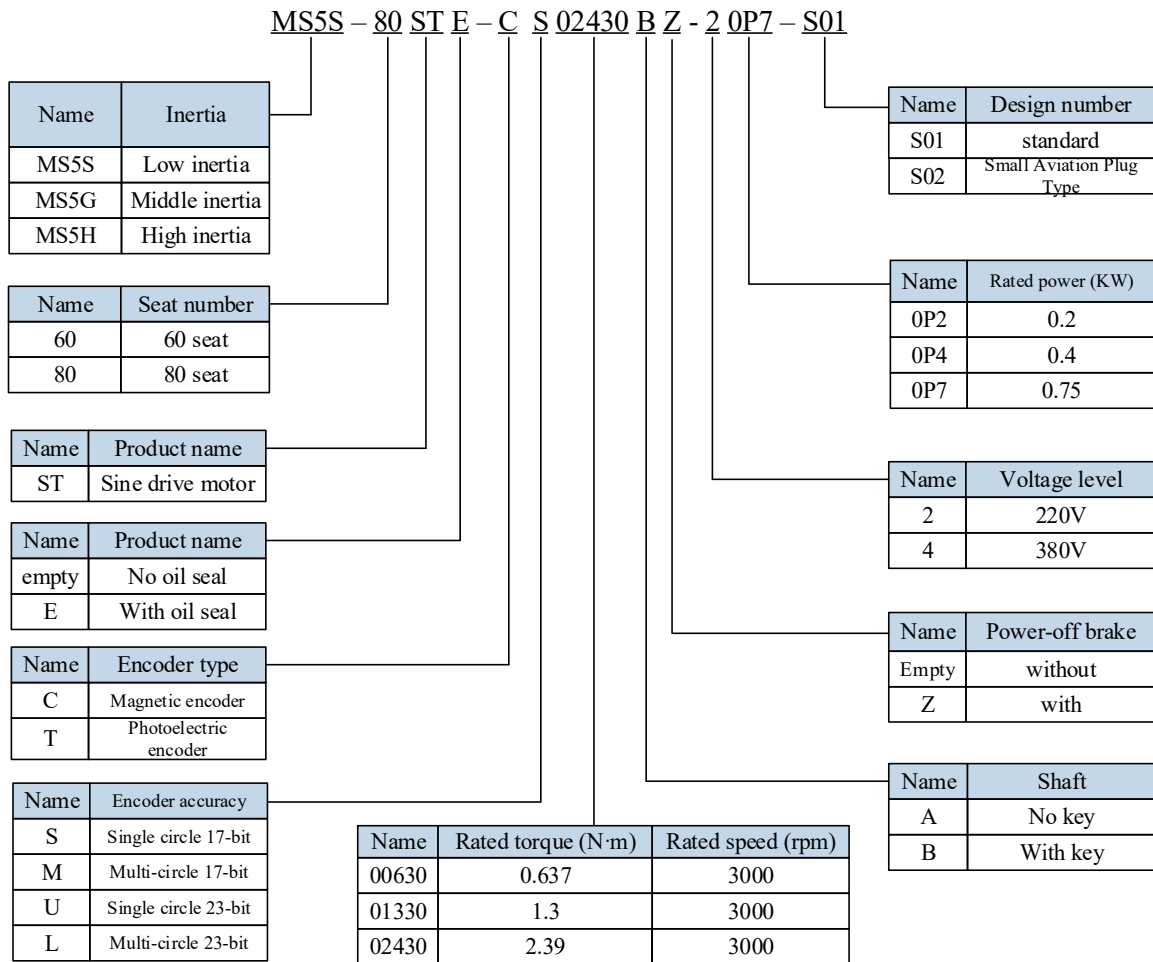 MS5S – 80 ST E – C S 02430 B Z - 2 0P7 – S01
Name Inertia
MS5S Low inertia
MS5G Middle inertia
MS5H High inertia
Name Seat number
60 60 seat
80 80 seat
Name Product name
ST Sine drive motor
Name Product name
empty No oil seal
E With oil seal
Name Encoder type
C Magnetic encoder
T Photoelectric
encoder
Name Encoder accuracy
S Single circle 17-bit
M Multi-circle 17-bit
U Single circle 23-bit
L Multi-circle 23-bit
Name Rated torque (N·m) Rated speed (rpm)
00630 0.637 3000
01330 1.3 3000
02430 2.39 3000
Name Design number
S01 standard
S02 Small Aviation Plug
Type
Name Rated power (KW)
0P2 0.2
0P4 0.4
0P7 0.75
Name Voltage level
2 220V
4 380V
Name Power-off brake
Empty without
Z with
Name Shaft
A No key
B With key